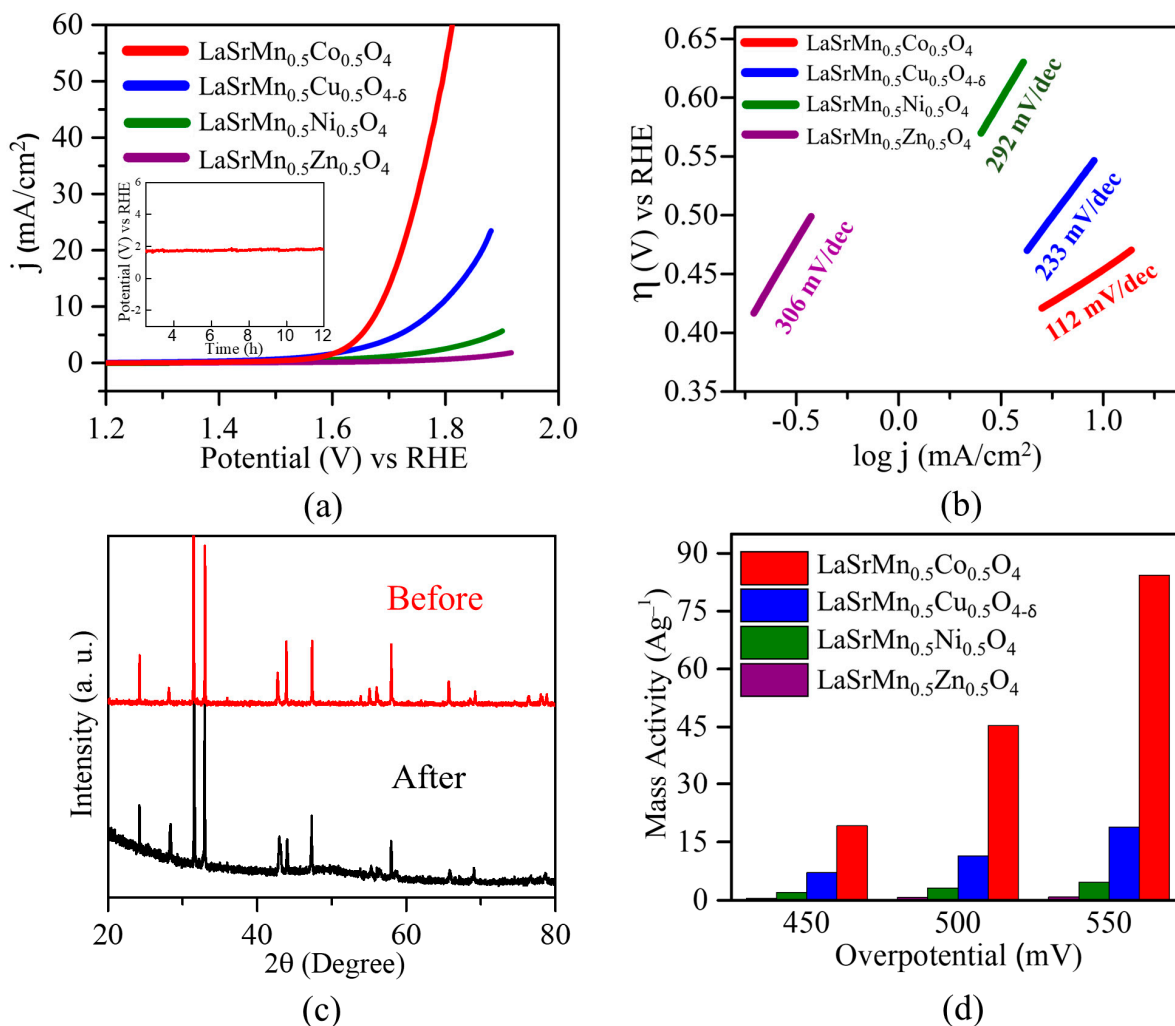 60
50
40
30
20
10
0
j (mA/cm²)
LaSrMn₀.₅Co₀.₅O₄
LaSrMn₀.₅Cu₀.₅O₄₋δ
LaSrMn₀.₅Ni₀.₅O₄
LaSrMn₀.₅Zn₀.₅O₄
6
4
2
0
-2
Potential (V) vs RHE
4 6 8 10 12
Time (h)
1.2 1.4 1.6 1.8 2.0
Potential (V) vs RHE
(a)
0.65
0.60
0.55
0.50
0.45
0.40
0.35
η (V) vs RHE
LaSrMn₀.₅Co₀.₅O₄
LaSrMn₀.₅Cu₀.₅O₄₋δ
LaSrMn₀.₅Ni₀.₅O₄
LaSrMn₀.₅Zn₀.₅O₄
292 mV/dec
233 mV/dec
306 mV/dec
112 mV/dec
-0.5 0.0 0.5 1.0
log j (mA/cm²)
(b)
Intensity (a. u.)
Before
After
20 40 60 80
2θ (Degree)
(c)
90
75
60
45
30
15
0
Mass Activity (Ag⁻¹)
LaSrMn₀.₅Co₀.₅O₄
LaSrMn₀.₅Cu₀.₅O₄₋δ
LaSrMn₀.₅Ni₀.₅O₄
LaSrMn₀.₅Zn₀.₅O₄
450 500 550
Overpotential (mV)
(d)